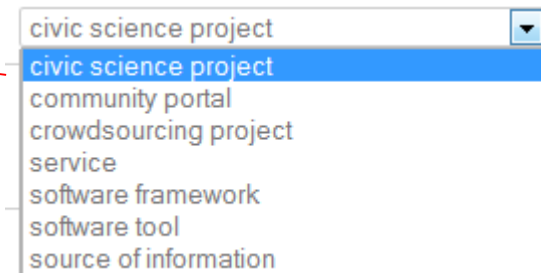 civic science project
civic science project
community portal
crowdsourcing project
service
software framework
software tool
source of information